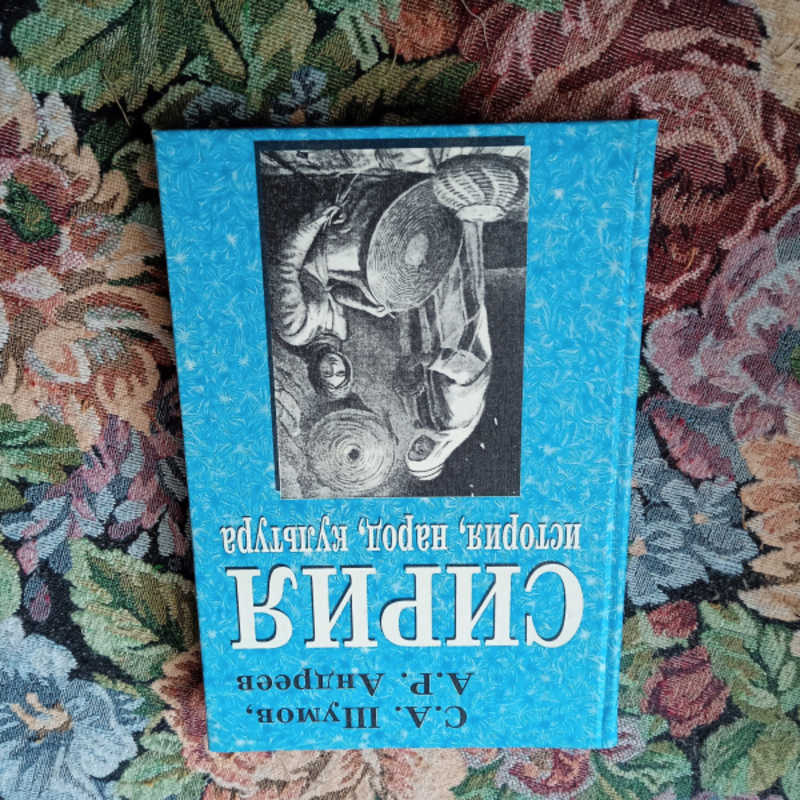 С.А. Шумов,
А.Р. Андреев
СИРИЯ
история, народ, культура